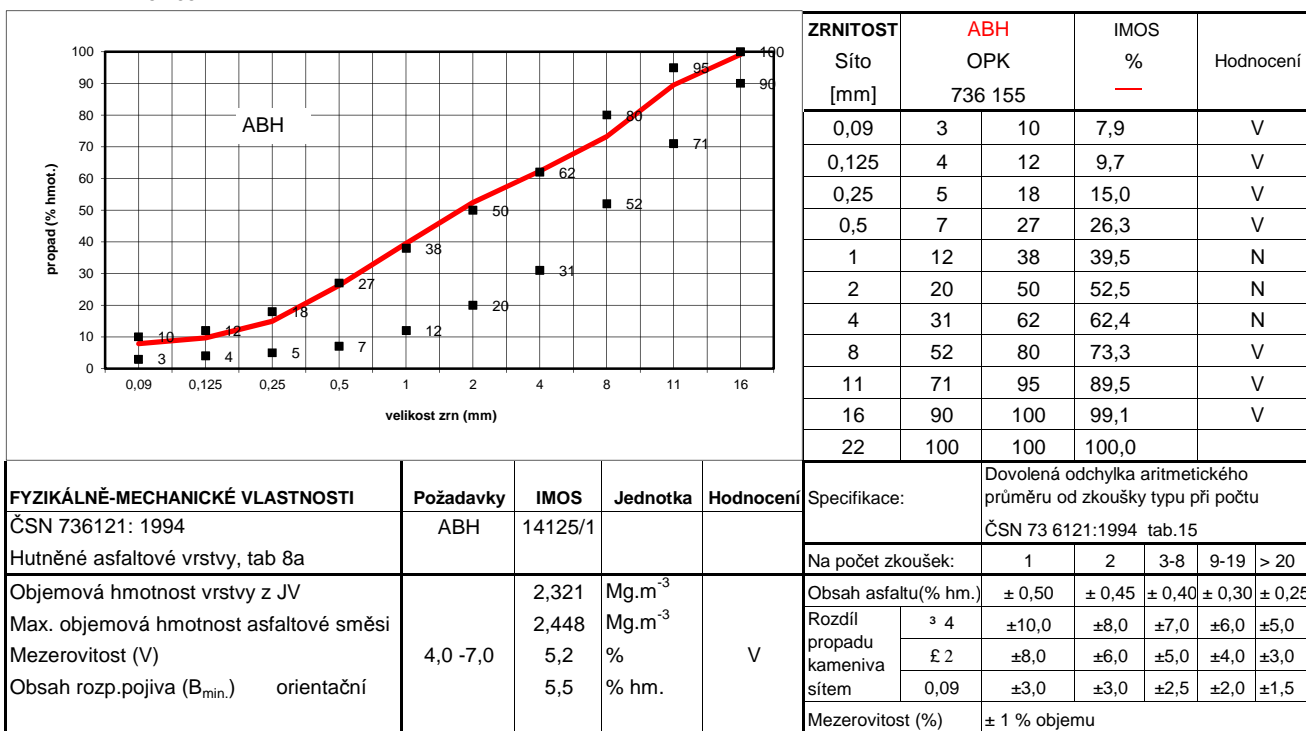 100
90
80
70
60
50
40
30
20
10
0
propad (% hmot.)
ABH
100
90
95
71
80
52
62
31
50
20
38
12
27
7
18
5
12
4
10
3
0,09 0,125 0,25 0,5 1 2 4 8 11 16
velikost zrn (mm)
ZRNITOST ABH IMOS
Síto OPK % Hodnocení
[mm] 736 155
0,09 3 10 7,9 V
0,125 4 12 9,7 V
0,25 5 18 15,0 V
0,5 7 27 26,3 V
1 12 38 39,5 N
2 20 50 52,5 N
4 31 62 62,4 N
8 52 80 73,3 V
11 71 95 89,5 V
16 90 100 99,1 V
22 100 100 100,0
FYZIKÁLNĚ-MECHANICKÉ VLASTNOSTI Požadavky IMOS Jednotka Hodnocení
ČSN 736121: 1994 ABH 14125/1
Hutněné asfaltové vrstvy, tab 8a
Objemová hmotnost vrstvy z JV 2,321 Mg.m-3
Max. objemová hmotnost asfaltové směsi 2,448 Mg.m-3
Mezerovitost (V) 4,0 -7,0 5,2 % V
Obsah rozp.pojiva (Bmin.) orientační 5,5 % hm.
Specifikace: Dovolená odchylka aritmetického
průměru od zkoušky typu při počtu
ČSN 73 6121:1994 tab.15
Na počet zkoušek: 1 2 3-8 9-19 > 20
Obsah asfaltu(% hm.) ± 0,50 ± 0,45 ± 0,40 ± 0,30 ± 0,25
Rozdíl propadu kameniva sítem
³ 4 ±10,0 ±8,0 ±7,0 ±6,0 ±5,0
£ 2 ±8,0 ±6,0 ±5,0 ±4,0 ±3,0
0,09 ±3,0 ±3,0 ±2,5 ±2,0 ±1,5
Mezerovitost (%) ± 1 % objemu